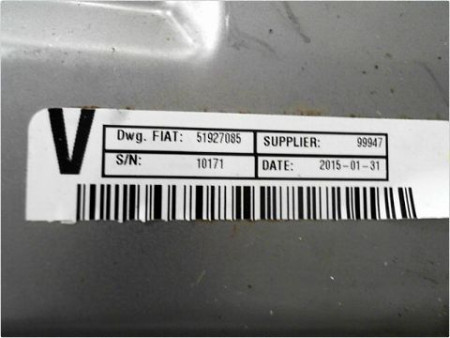 V
Dwg. FIAT: 51927085 SUPPLIER: 99947
S/N: 10171 DATE: 2015-01-31